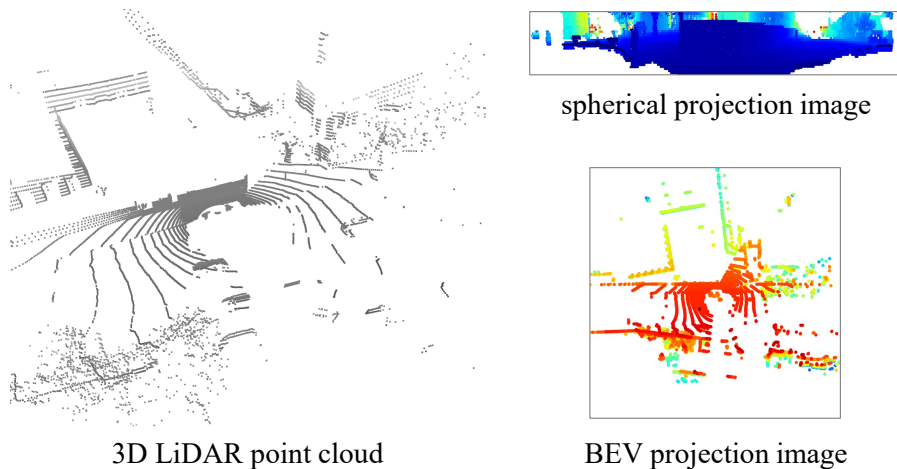 spherical projection image
3D LiDAR point cloud
BEV projection image